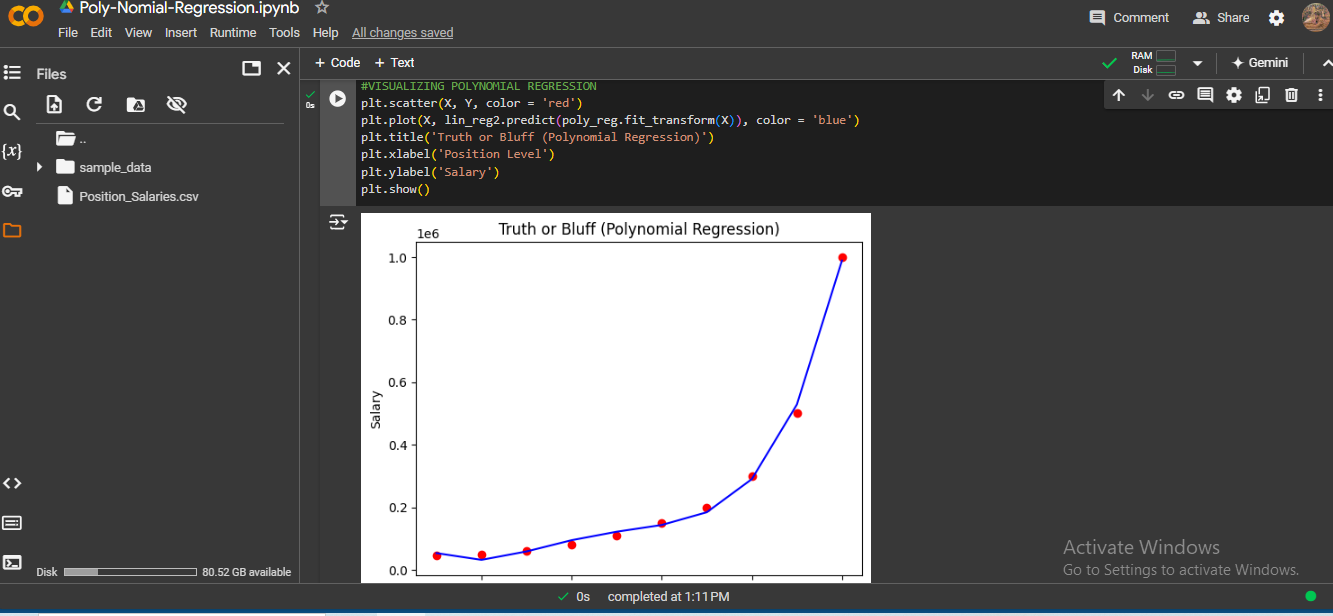 Poly-Nomial-Regression.ipynb
File Edit View Insert Runtime Tools Help All changes saved
Comment Share
Files
+ Code + Text
RAM
Disk
Gemini
..
sample_data
Position_Salaries.csv
{x}
0s
#VISUALIZING POLYNOMIAL REGRESSION
plt.scatter(X, Y, color = 'red')
plt.plot(X, lin_reg2.predict(poly_reg.fit_transform(X)), color = 'blue')
plt.title('Truth or Bluff (Polynomial Regression)')
plt.xlabel('Position Level')
plt.ylabel('Salary')
plt.show()
1e6
Truth or Bluff (Polynomial Regression)
1.0
0.8
0.6
0.4
0.2
0.0
Salary
Activate Windows
Go to Settings to activate Windows.
Disk 80.52 GB available
0s completed at 1:11 PM